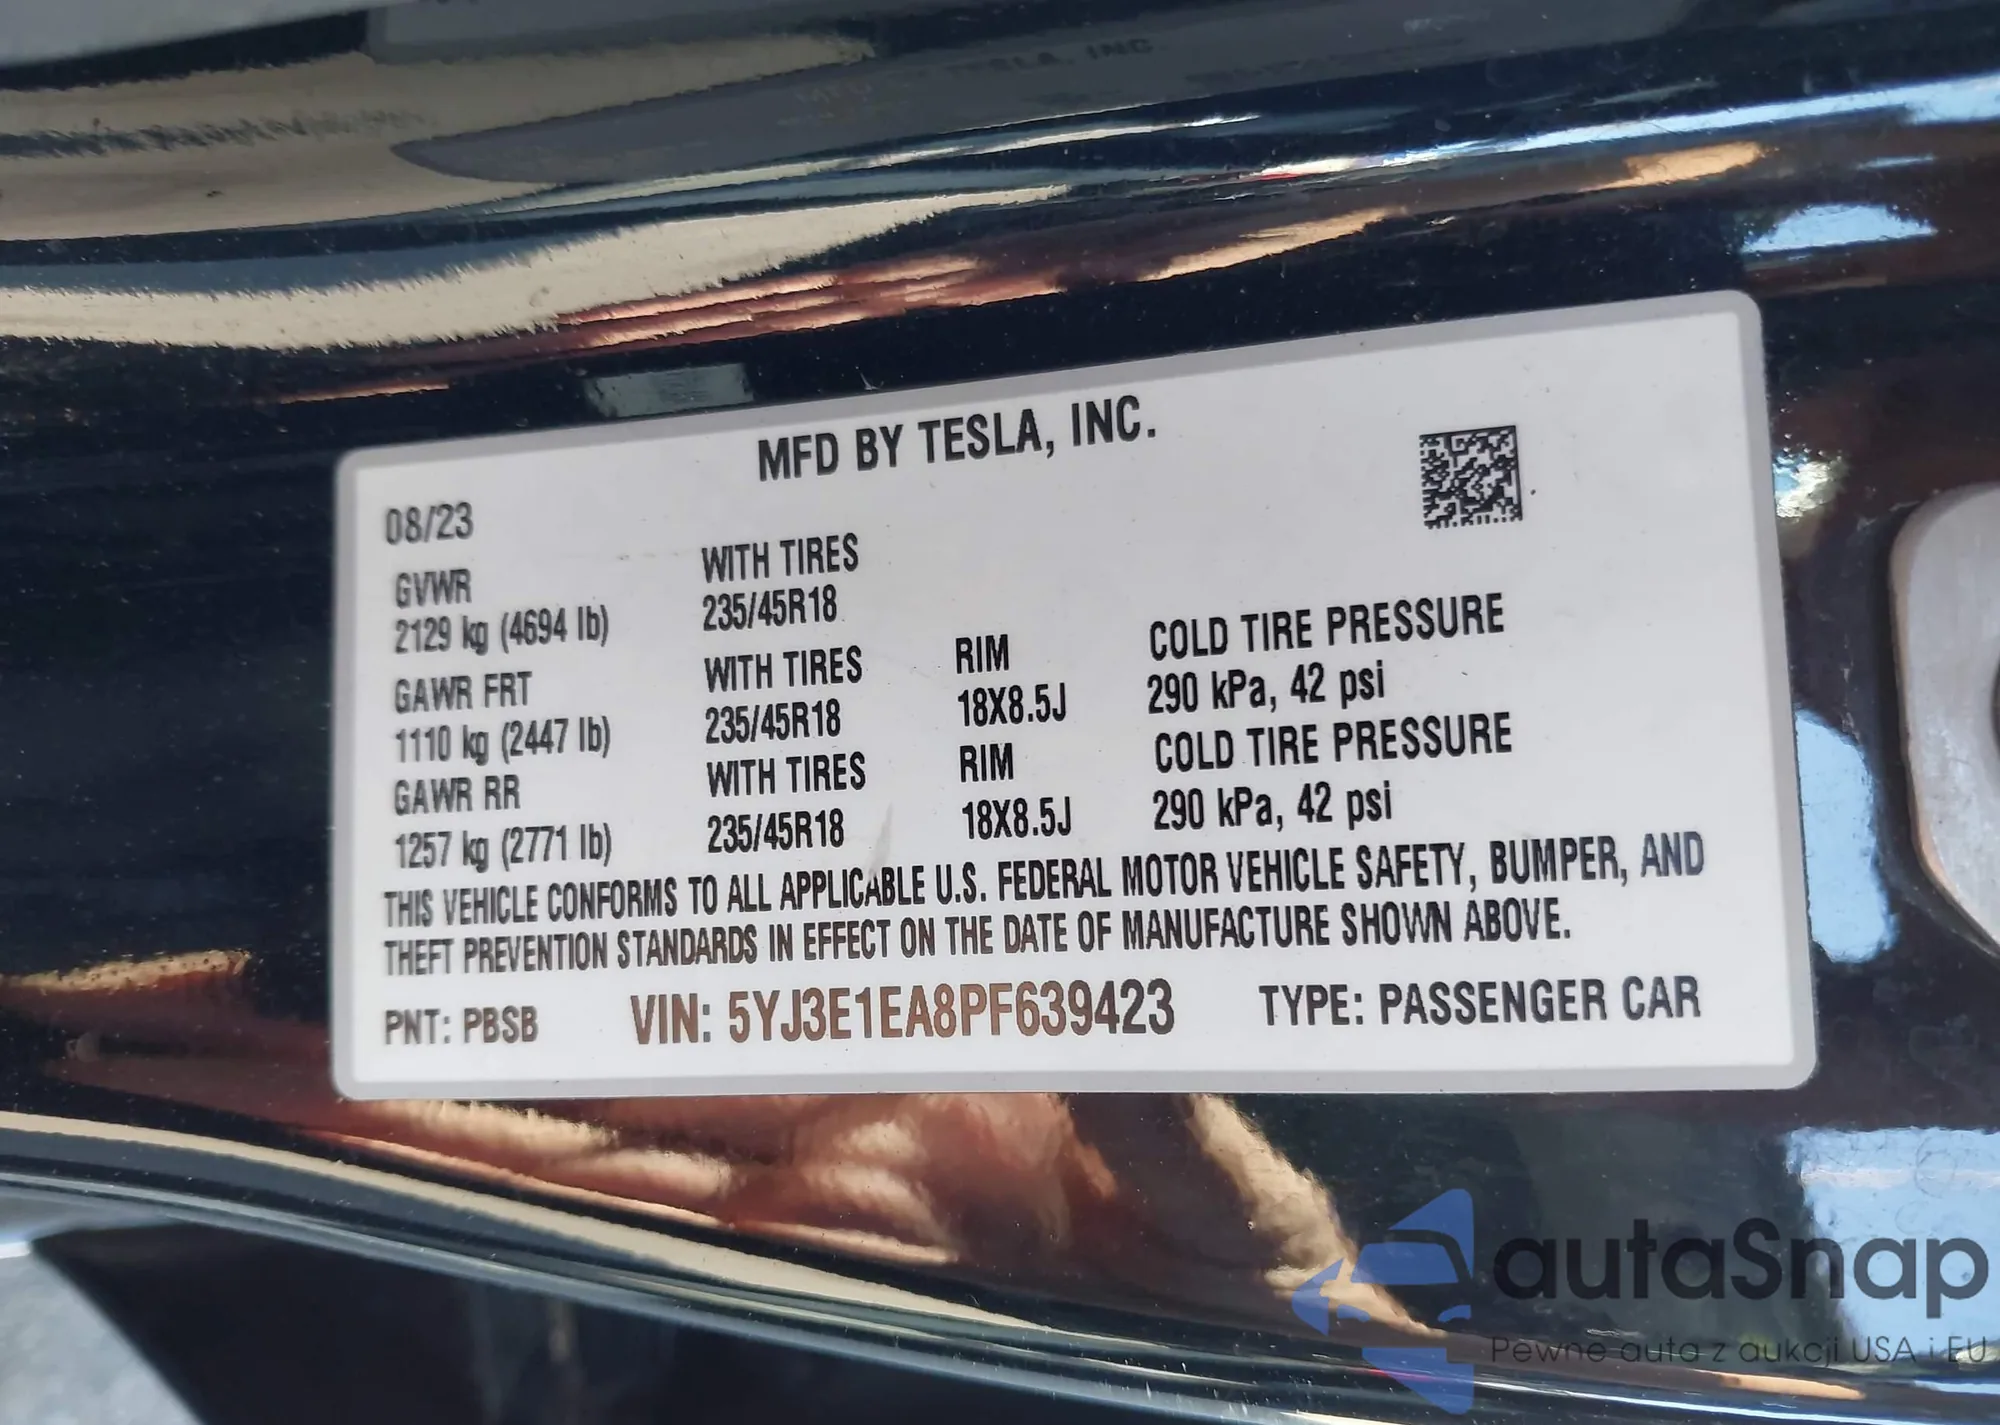 MFD BY TESLA, INC.
08/23
GVWR WITH TIRES
2129 kg (4694 lb) 235/45R18
GAWR FRT WITH TIRES RIM COLD TIRE PRESSURE
1110 kg (2447 lb) 235/45R18 18X8.5J 290 kPa, 42 psi
GAWR RR WITH TIRES RIM COLD TIRE PRESSURE
1257 kg (2771 lb) 235/45R18 18X8.5J 290 kPa, 42 psi
THIS VEHICLE CONFORMS TO ALL APPLICABLE U.S. FEDERAL MOTOR VEHICLE SAFETY, BUMPER, AND
THEFT PREVENTION STANDARDS IN EFFECT ON THE DATE OF MANUFACTURE SHOWN ABOVE.
PNT: PBSB VIN: 5YJ3E1EA8PF639423 TYPE: PASSENGER CAR
autaSnap
Pewne auta z aukcji USA i EU